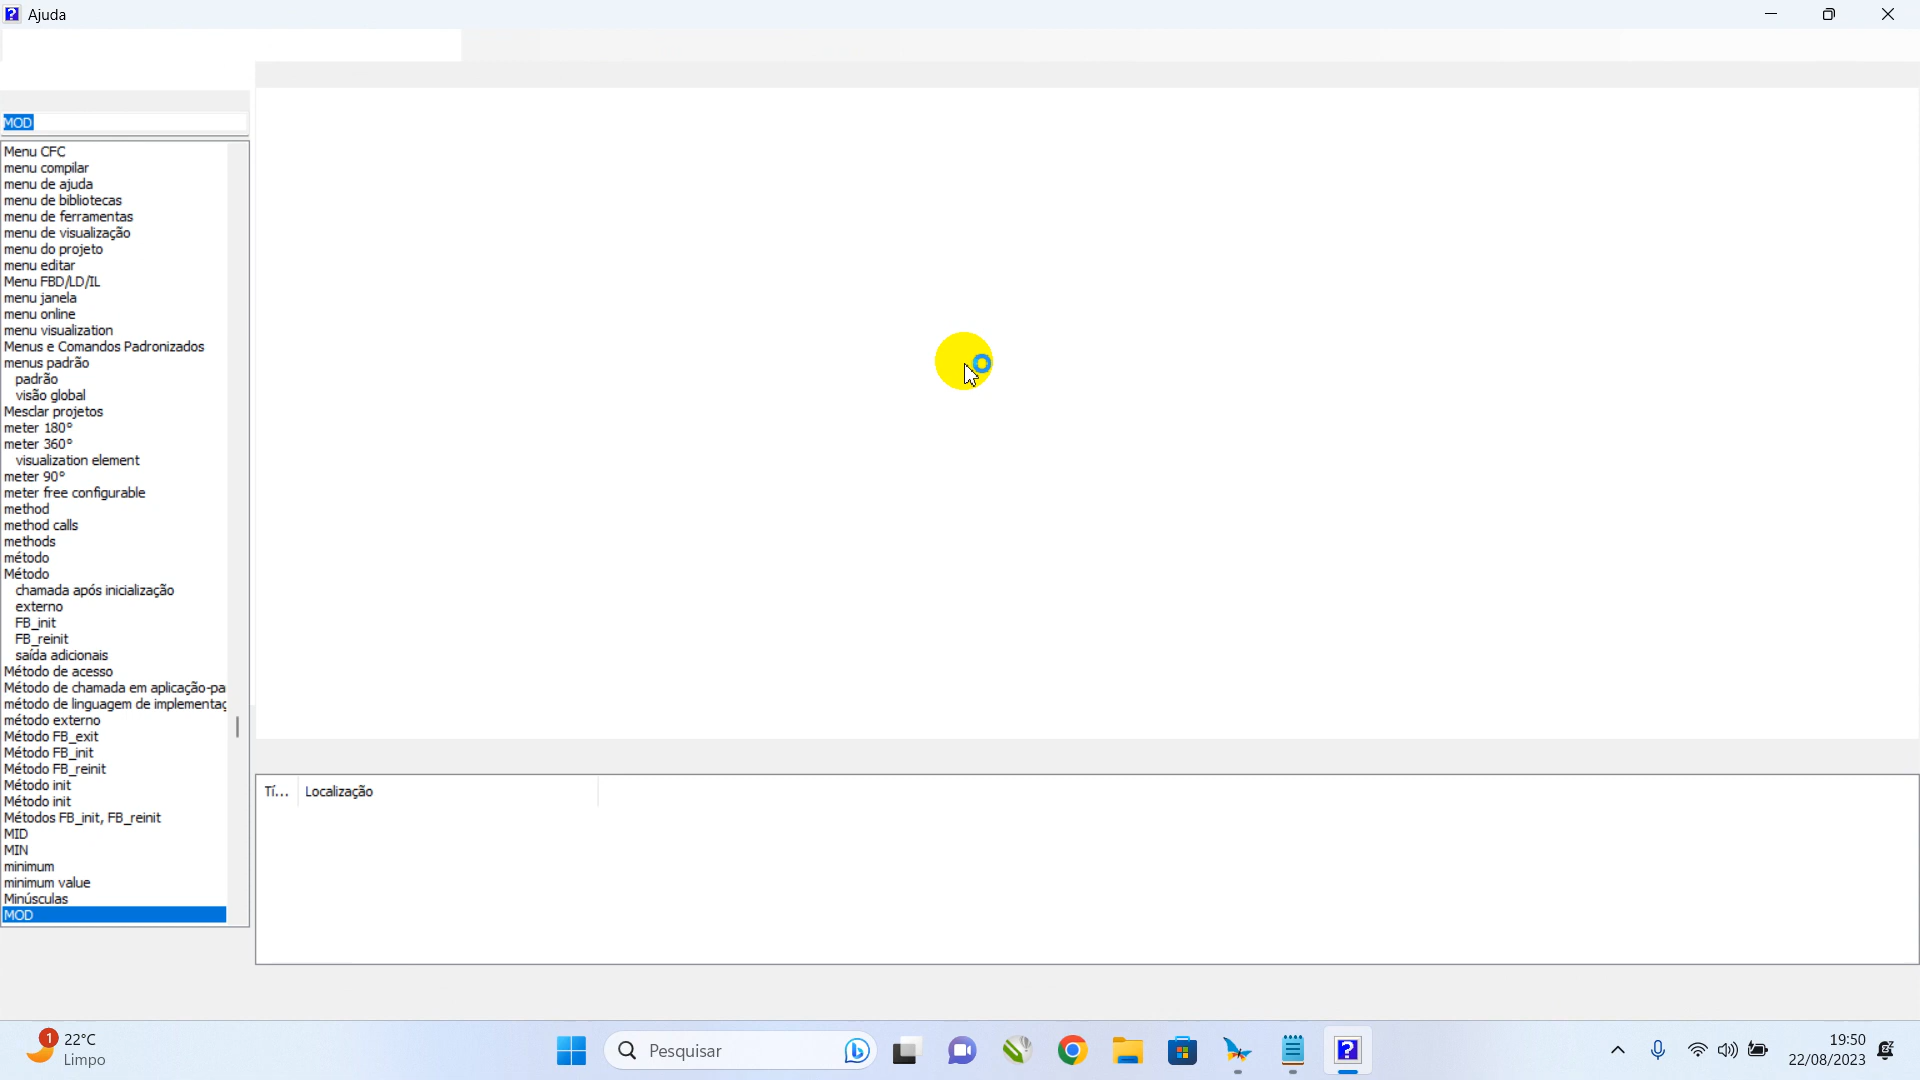 Ajuda
MOD
Menu CFC
menu compilar
menu de ajuda
menu de bibliotecas
menu de ferramentas
menu de visualização
menu do projeto
menu editar
Menu FBD/LD/IL
menu janela
menu online
menu visualization
Menus e Comandos Padronizados
menus padrão
padrão
visão global
Mesclar projetos
meter 180°
meter 360°
visualization element
meter 90°
meter free configurable
method
method calls
methods
método
Método
chamada após inicialização
externo
FB_init
FB_reinit
saída adicionais
Método de acesso
Método de chamada em aplicação-pa
método de linguagem de implementaç
método externo
Método FB_exit
Método FB_init
Método FB_reinit
Método init
Método init
Métodos FB_init, FB_reinit
MID
MIN
minimum
minimum value
Minúsculas
MOD
Tí... Localização
1 22°C
Limpo
Pesquisar
19:50
22/08/2023